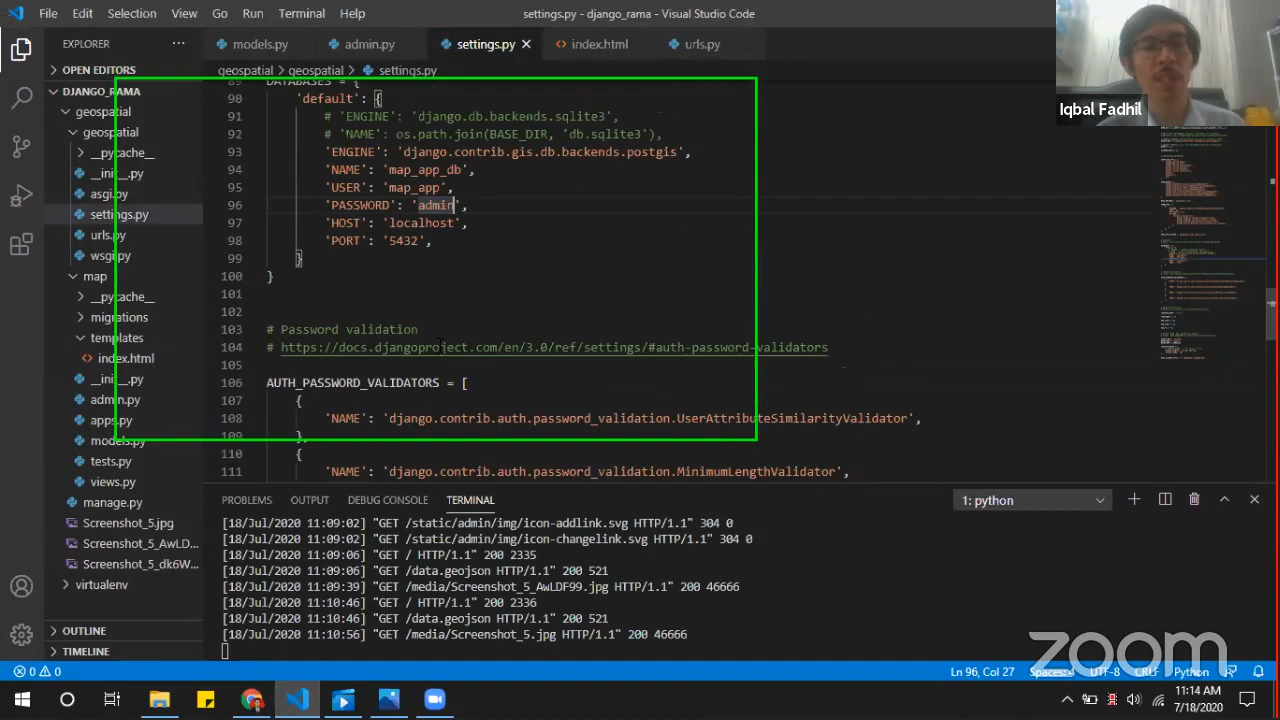 File Edit Selection View Go Run Terminal Help
settings.py - django_rama - Visual Studio Code
EXPLORER
models.py
admin.py
settings.py
index.html
urls.py
OPEN EDITORS
geospatial > geospatial > settings.py
DJANGO_RAMA
geospatial
geospatial
__pycache__
__init__.py
asgi.py
settings.py
urls.py
wsgi.py
map
__pycache__
migrations
templates
index.html
__init__.py
admin.py
apps.py
models.py
tests.py
views.py
manage.py
Screenshot_5.jpg
Screenshot_5_AwLD...
Screenshot_5_dk6W...
virtualenv
OUTLINE
TIMELINE
89 DATABASES = {
90 'default': {
91 # 'ENGINE': 'django.db.backends.sqlite3',
92 # 'NAME': os.path.join(BASE_DIR, 'db.sqlite3'),
93 'ENGINE': 'django.contrib.gis.db.backends.postgis',
94 'NAME': 'map_app_db',
95 'USER': 'map_app',
96 'PASSWORD': 'admin'
97 'HOST': 'localhost',
98 'PORT': '5432',
99 }
100 }
101
102
103 # Password validation
104 # https://docs.djangoproject.com/en/3.0/ref/settings/#auth-password-validators
105
106 AUTH_PASSWORD_VALIDATORS = [
107 {
108 'NAME': 'django.contrib.auth.password_validation.UserAttributeSimilarityValidator',
109 },
110 {
111 'NAME': 'django.contrib.auth.password_validation.MinimumLengthValidator',
PROBLEMS OUTPUT DEBUG CONSOLE TERMINAL
1: python
[18/Jul/2020 11:09:02] "GET /static/admin/img/icon-addlink.svg HTTP/1.1" 304 0
[18/Jul/2020 11:09:02] "GET /static/admin/img/icon-changelink.svg HTTP/1.1" 304 0
[18/Jul/2020 11:09:06] "GET / HTTP/1.1" 200 2335
[18/Jul/2020 11:09:06] "GET /data.geojson HTTP/1.1" 200 521
[18/Jul/2020 11:09:39] "GET /media/Screenshot_5_AwLDF99.jpg HTTP/1.1" 200 46666
[18/Jul/2020 11:10:46] "GET / HTTP/1.1" 200 2336
[18/Jul/2020 11:10:46] "GET /data.geojson HTTP/1.1" 200 521
[18/Jul/2020 11:10:56] "GET /media/Screenshot_5.jpg HTTP/1.1" 200 46666
Iqbal Fadhil
zoom
0 0
Ln 96, Col 27 Spaces: 4 UTF-8 CRLF Python
11:14 AM
7/18/2020